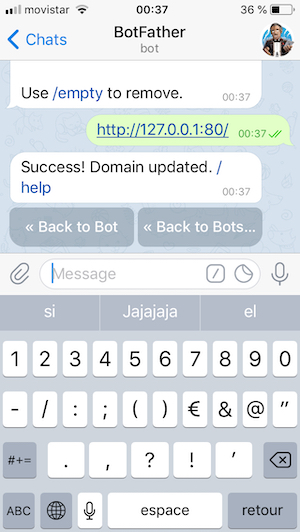 movistar 00:37 36 %
Chats BotFather
bot
Use /empty to remove.
00:37
http://127.0.0.1:80/ 00:37
Success! Domain updated. /
help
00:37
« Back to Bot « Back to Bots...
Message
si Jajajaja el
1 2 3 4 5 6 7 8 9 0
- / : ; ( ) € & @ "
#+= . , ? ! '
ABC espace retour